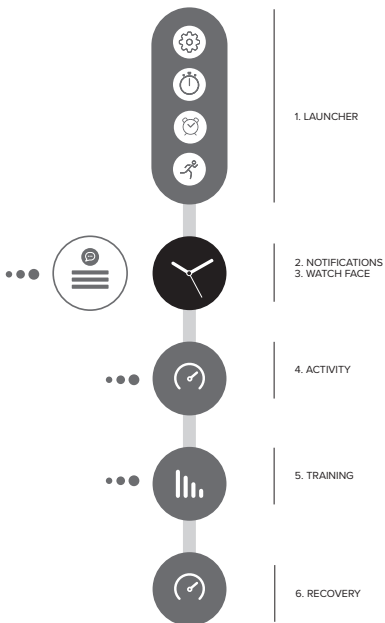 1. LAUNCHER
2. NOTIFICATIONS
3. WATCH FACE
4. ACTIVITY
5. TRAINING
6. RECOVERY